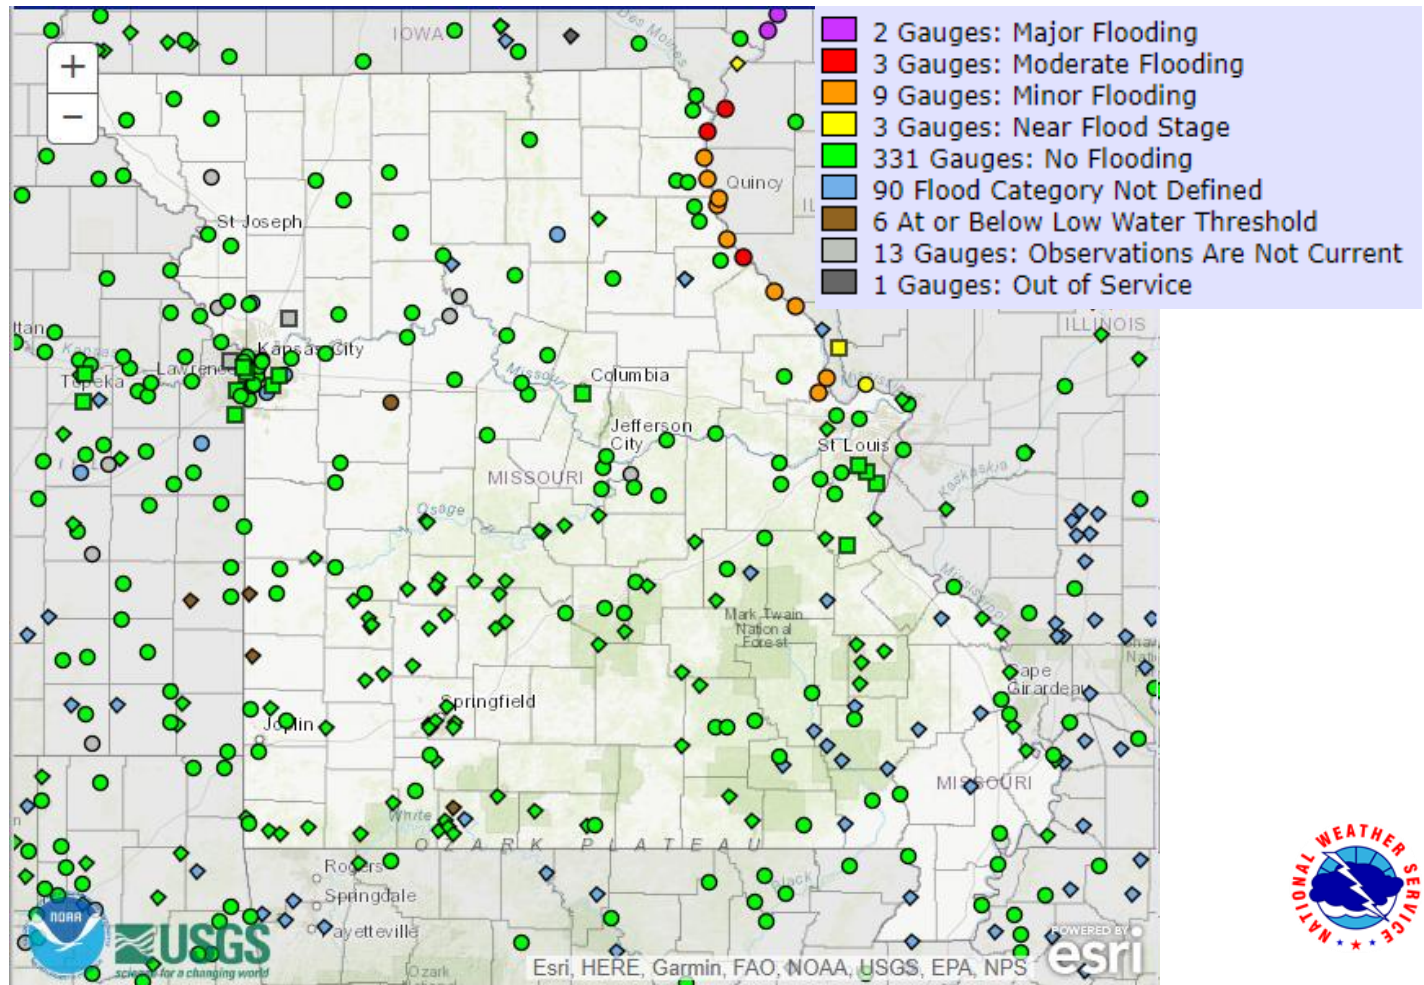 IOWA
Des Moines
+
−
2 Gauges: Major Flooding
3 Gauges: Moderate Flooding
9 Gauges: Minor Flooding
3 Gauges: Near Flood Stage
331 Gauges: No Flooding
90 Flood Category Not Defined
6 At or Below Low Water Threshold
13 Gauges: Observations Are Not Current
1 Gauges: Out of Service
Quincy
IL
St Joseph
ILLINOIS
ttan
Kansas
Kansas City
Lawrence
Topeka
Missouri
Columbia
Jefferson
City
St Louis
MISSOURI
Kaskaskia
Osage
Mississippi
Mark Twain
National
Forest
Cape
Girardeau
Springfield
Joplin
MISSOURI
White
OZARK PLATEAU
Rogers
Springdale
Fayetteville
Black
Ozark
NOAA
USGS
science for a changing world
Esri, HERE, Garmin, FAO, NOAA, USGS, EPA, NPS
POWERED BY
esri
NATIONAL WEATHER SERVICE